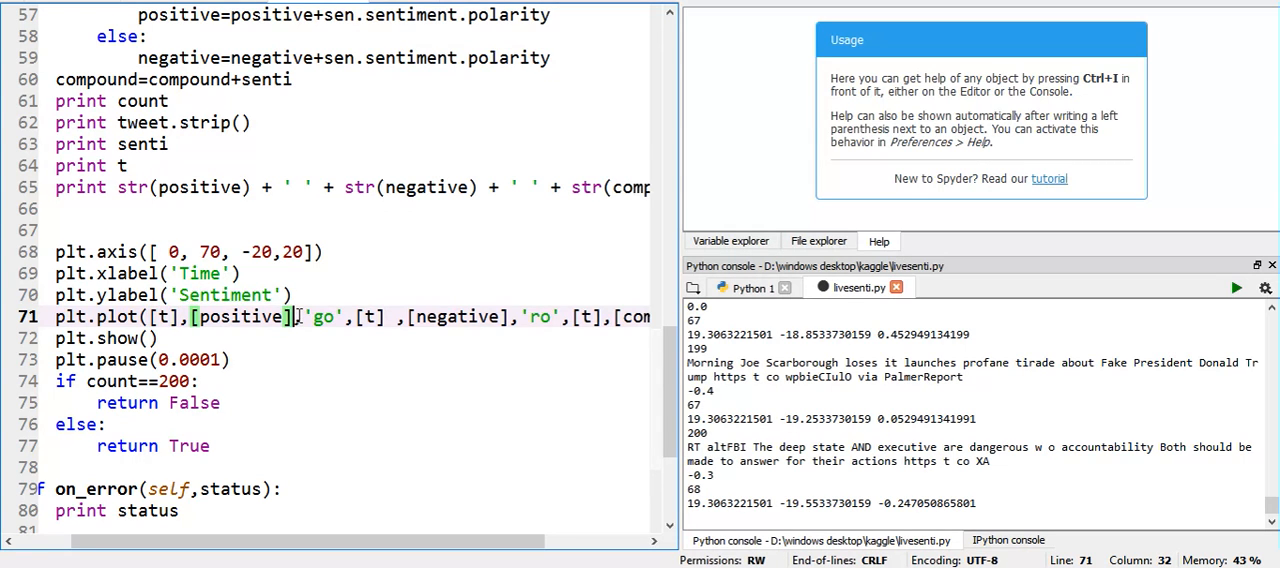 57 positive=positive+sen.sentiment.polarity
58 else:
59 negative=negative+sen.sentiment.polarity
60 compound=compound+senti
61 print count
62 print tweet.strip()
63 print senti
64 print t
65 print str(positive) + ' ' + str(negative) + ' ' + str(comp
66
67
68 plt.axis([ 0, 70, -20,20])
69 plt.xlabel('Time')
70 plt.ylabel('Sentiment')
71 plt.plot([t],[positive],'go',[t] ,[negative],'ro',[t],[com
72 plt.show()
73 plt.pause(0.0001)
74 if count==200:
75 return False
76 else:
77 return True
78
79 f on_error(self,status):
80 print status
81
Usage
Here you can get help of any object by pressing Ctrl+I in
front of it, either on the Editor or the Console.
Help can also be shown automatically after writing a left
parenthesis next to an object. You can activate this
behavior in Preferences > Help.
New to Spyder? Read our tutorial
Variable explorer File explorer Help
Python console - D:\windows desktop\kaggle\livesenti.py
Python 1 livesenti.py
0.0
67
19.3063221501 -18.8533730159 0.452949134199
199
Morning Joe Scarborough loses it launches profane tirade about Fake President Donald Tr
ump https t co wpbieCIulO via PalmerReport
-0.4
67
19.3063221501 -19.2533730159 0.0529491341991
200
RT altFBI The deep state AND executive are dangerous w o accountability Both should be
made to answer for their actions https t co XA
-0.3
68
19.3063221501 -19.5533730159 -0.247050865801
Python console - D:\windows desktop\kaggle\livesenti.py IPython console
Permissions: RW End-of-lines: CRLF Encoding: UTF-8 Line: 71 Column: 32 Memory: 43 %